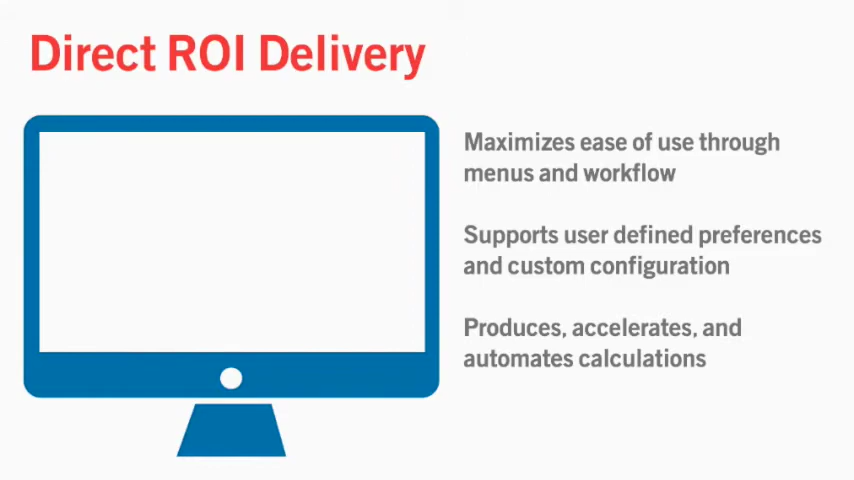 Direct ROI Delivery
Maximizes ease of use through
menus and workflow
Supports user defined preferences
and custom configuration
Produces, accelerates, and
automates calculations